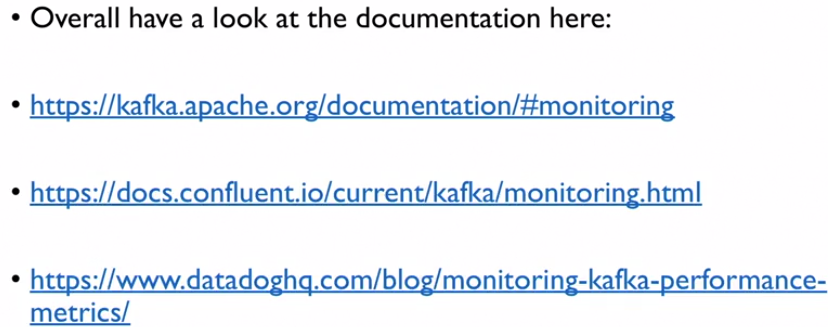 • Overall have a look at the documentation here:
• https://kafka.apache.org/documentation/#monitoring
• https://docs.confluent.io/current/kafka/monitoring.html
• https://www.datadoghq.com/blog/monitoring-kafka-performance-
metrics/